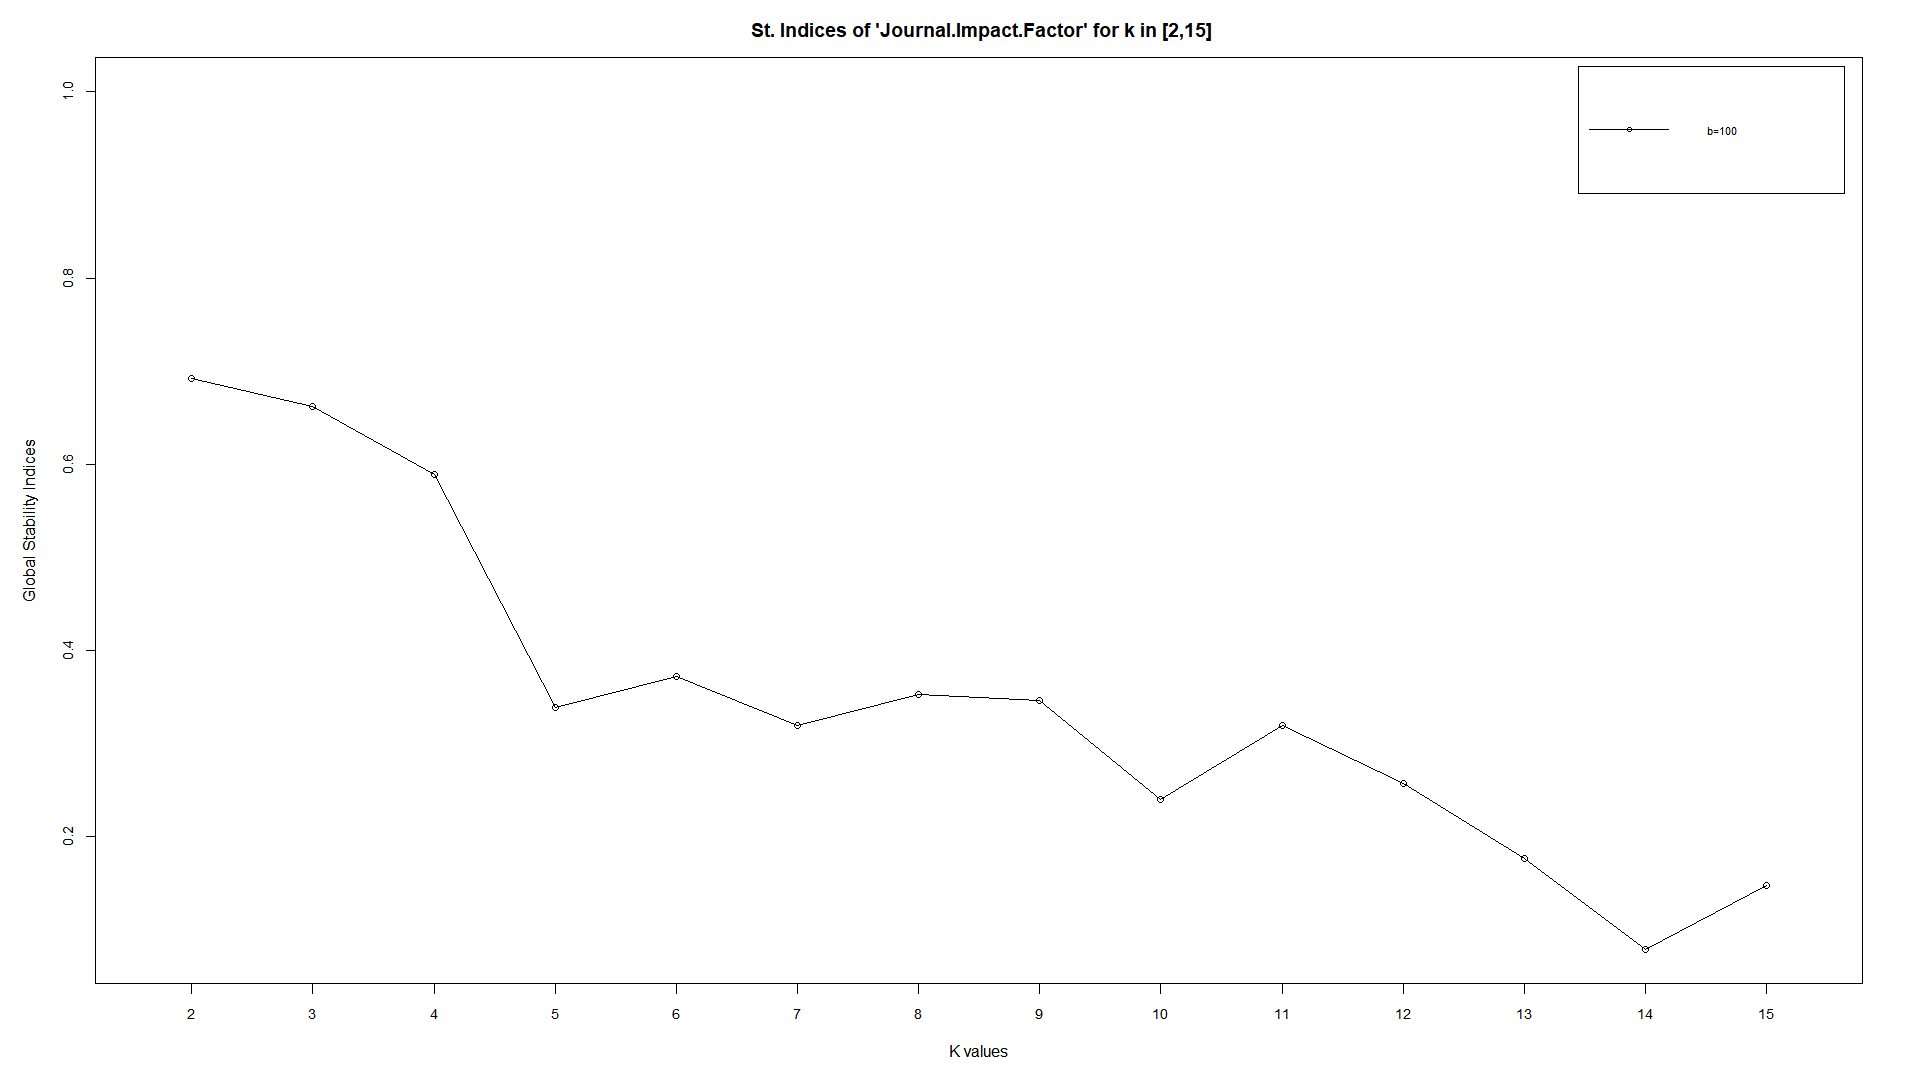 St. Indices of 'Journal.Impact.Factor' for k in [2,15]
b=100
Global Stability Indices
1.0
0.8
0.6
0.4
0.2
2 3 4 5 6 7 8 9 10 11 12 13 14 15
K values